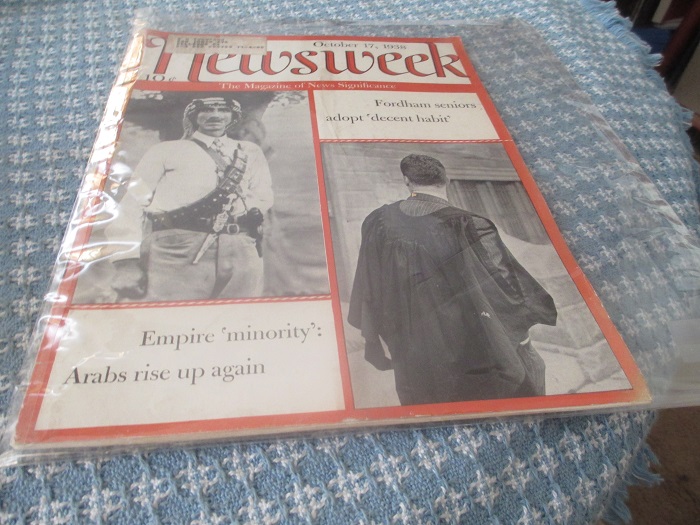 October 17, 1938
Newsweek
10¢
The Magazine of News Significance
Fordham seniors
adopt 'decent habit'
Empire 'minority':
Arabs rise up again